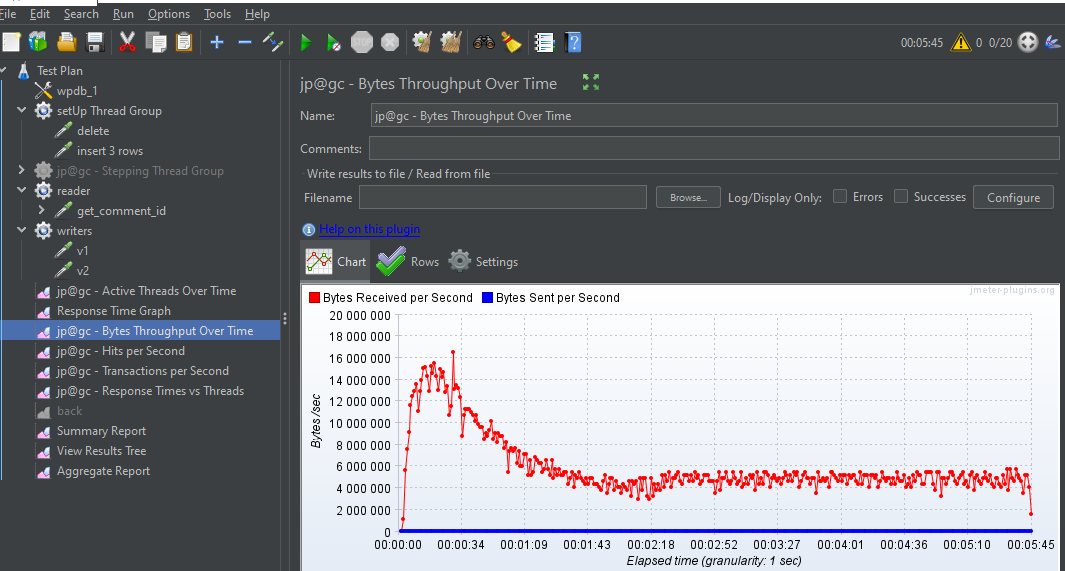 File Edit Search Run Options Tools Help
00:05:45 0 0/20
Test Plan
wpdb_1
setUp Thread Group
delete
insert 3 rows
jp@gc - Stepping Thread Group
reader
get_comment_id
writers
v1
v2
jp@gc - Active Threads Over Time
Response Time Graph
jp@gc - Bytes Throughput Over Time
jp@gc - Hits per Second
jp@gc - Transactions per Second
jp@gc - Response Times vs Threads
back
Summary Report
View Results Tree
Aggregate Report
jp@gc - Bytes Throughput Over Time
Name: jp@gc - Bytes Throughput Over Time
Comments:
Write results to file / Read from file
Filename Browse... Log/Display Only: Errors Successes Configure
Help on this plugin
Chart Rows Settings
Bytes Received per Second Bytes Sent per Second
jmeter-plugins.org
20 000 000
18 000 000
16 000 000
14 000 000
12 000 000
10 000 000
8 000 000
6 000 000
4 000 000
2 000 000
0
Bytes /sec
00:00:00 00:00:34 00:01:09 00:01:43 00:02:18 00:02:52 00:03:27 00:04:01 00:04:36 00:05:10 00:05:45
Elapsed time (granularity: 1 sec)